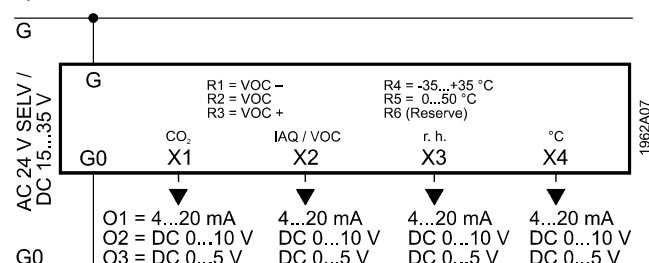 G
AC 24 V SELV /
DC 15...35 V
G
R1 = VOC –
R2 = VOC
R3 = VOC +
R4 = -35...+35 °C
R5 = 0...50 °C
R6 (Reserve)
CO₂ IAQ / VOC r. h. °C
G0 X1 X2 X3 X4
1962A07
O1 = 4...20 mA 4...20 mA 4...20 mA 4...20 mA
O2 = DC 0...10 V DC 0...10 V DC 0...10 V DC 0...10 V
G0 O3 = DC 0...5 V DC 0...5 V DC 0...5 V DC 0...5 V